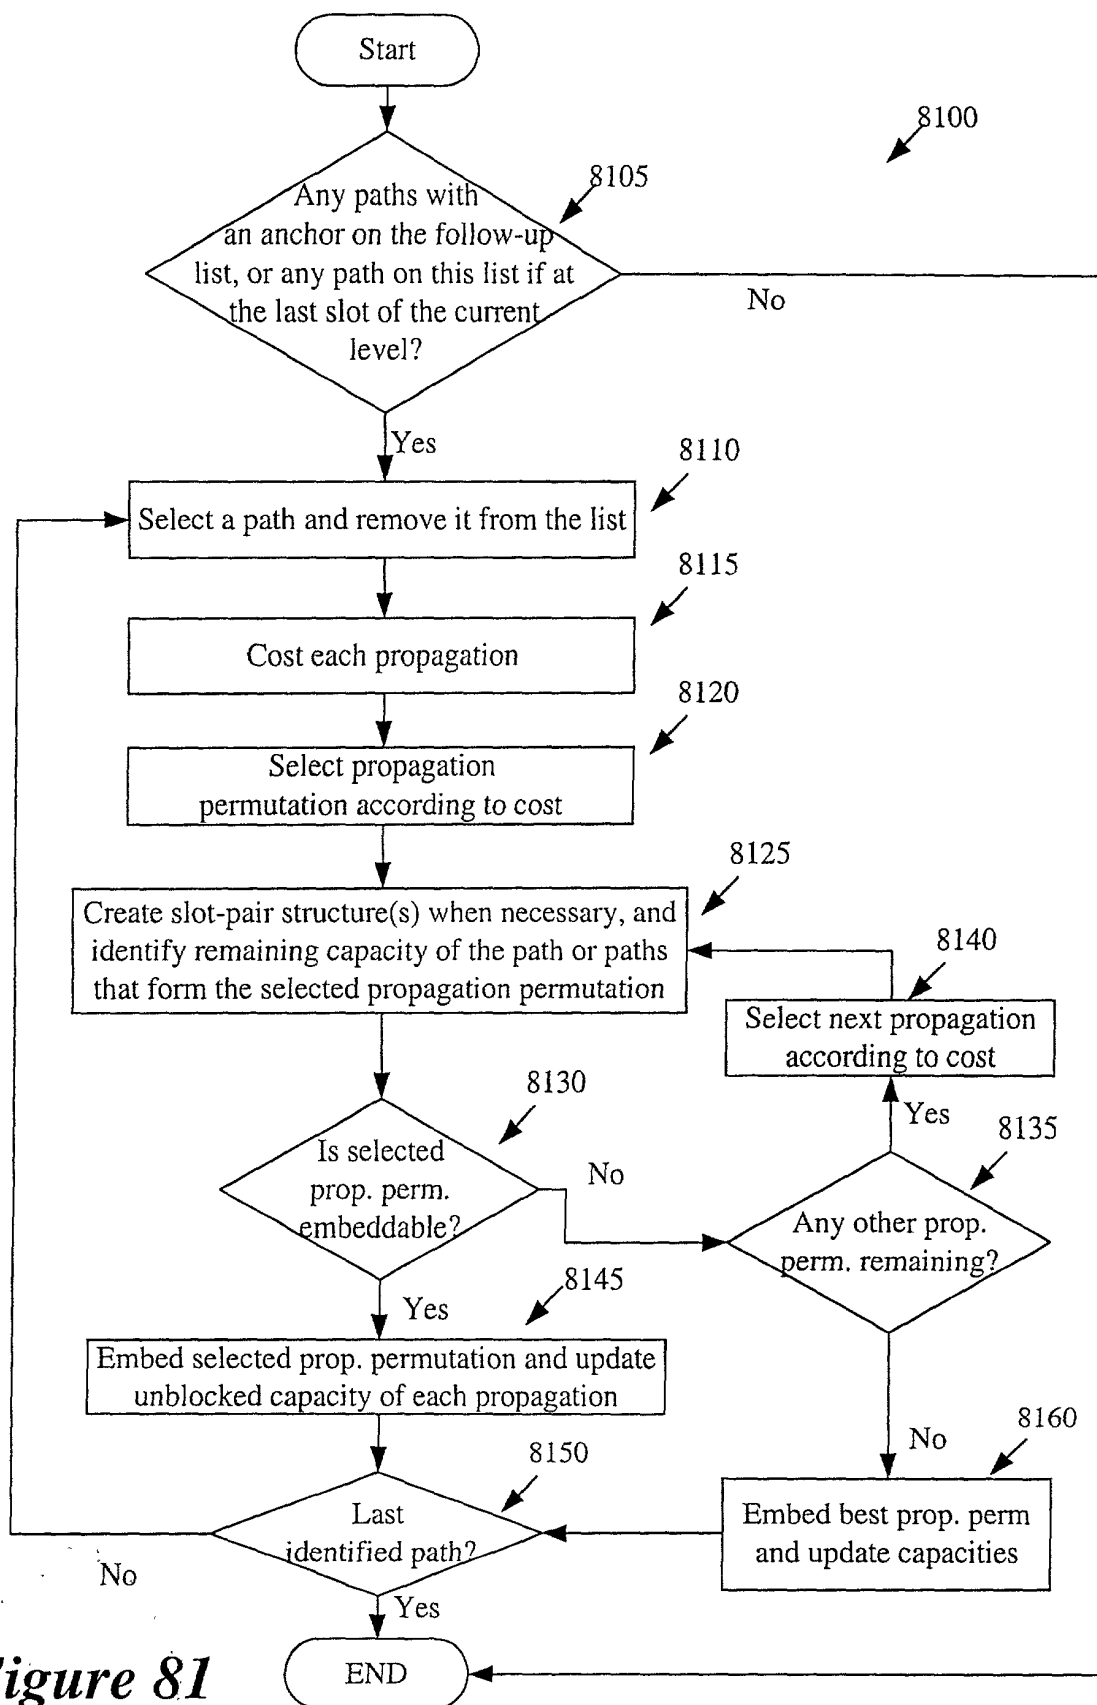 Start
8100
8105
Any paths with
an anchor on the follow-up
list, or any path on this list if at
the last slot of the current
level?
No
Yes
8110
Select a path and remove it from the list
8115
Cost each propagation
8120
Select propagation
permutation according to cost
8125
Create slot-pair structure(s) when necessary, and
identify remaining capacity of the path or paths
that form the selected propagation permutation
8140
Select next propagation
according to cost
8130
Is selected
prop. perm.
embeddable?
No
Yes
8135
Any other prop.
perm. remaining?
8145
Yes
Embed selected prop. permutation and update
unblocked capacity of each propagation
No
8160
Embed best prop. perm
and update capacities
8150
Last
identified path?
No
Yes
END
igure 81